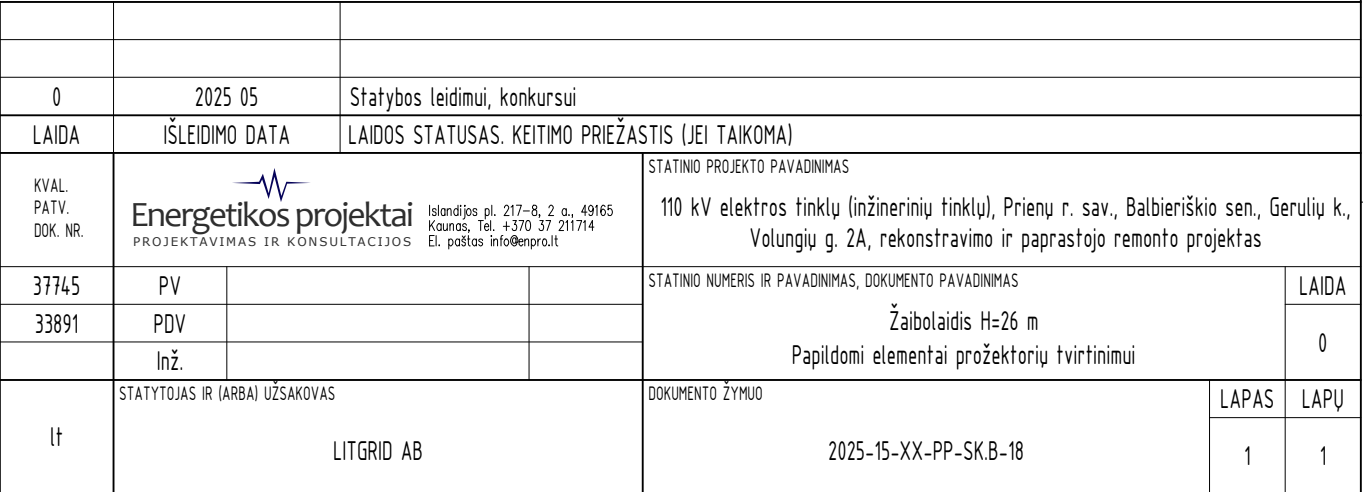 0 2025 05 Statybos leidimui, konkursui
LAIDA IŠLEIDIMO DATA LAIDOS STATUSAS. KEITIMO PRIEŽASTIS (JEI TAIKOMA)
KVAL.
PATV.
DOK. NR.
Energetikos projektai
PROJEKTAVIMAS IR KONSULTACIJOS
Islandijos pl. 217-8, 2 a., 49165
Kaunas, Tel. +370 37 211714
El. paštas info@enpro.lt
STATINIO PROJEKTO PAVADINIMAS
110 kV elektros tinklų (inžinerinių tinklų), Prienų r. sav., Balbieriškio sen., Gerulių k.,
Volungių g. 2A, rekonstravimo ir paprastojo remonto projektas
37745 PV
33891 PDV
Inž.
STATINIO NUMERIS IR PAVADINIMAS, DOKUMENTO PAVADINIMAS
Žaibolaidis H=26 m
Papildomi elementai prožektorių tvirtinimui
LAIDA
0
lt
STATYTOJAS IR (ARBA) UŽSAKOVAS
LITGRID AB
DOKUMENTO ŽYMUO
2025-15-XX-PP-SK.B-18
LAPAS LAPŲ
1 1